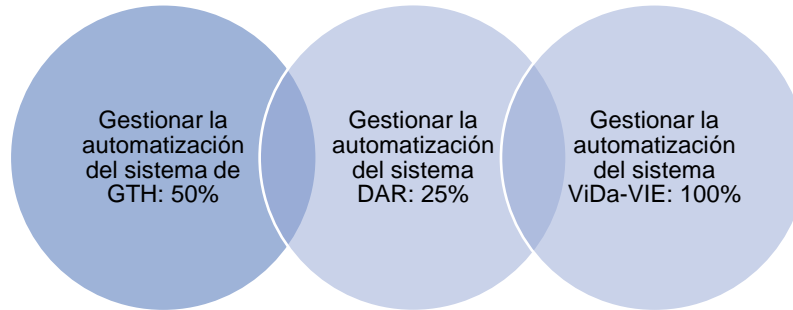 Gestionar la
automatización
del sistema de
GTH: 50%
Gestionar la
automatización
del sistema
DAR: 25%
Gestionar la
automatización
del sistema
ViDa-VIE: 100%